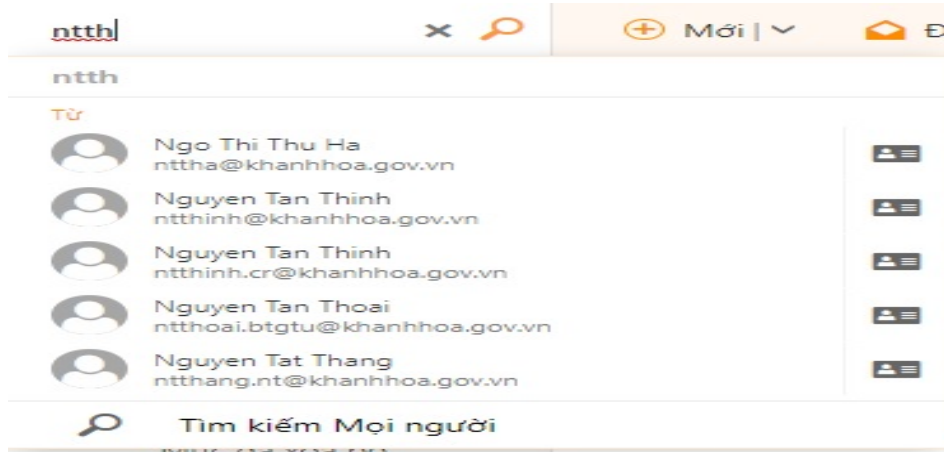 ntth
Mới
Đ
ntth
Từ
Ngo Thi Thu Ha
nttha@khanhhoa.gov.vn
Nguyen Tan Thinh
ntthinh@khanhhoa.gov.vn
Nguyen Tan Thinh
ntthinh.cr@khanhhoa.gov.vn
Nguyen Tan Thoai
ntthoai.btgtu@khanhhoa.gov.vn
Nguyen Tat Thang
ntthang.nt@khanhhoa.gov.vn
Tìm kiếm Mọi người